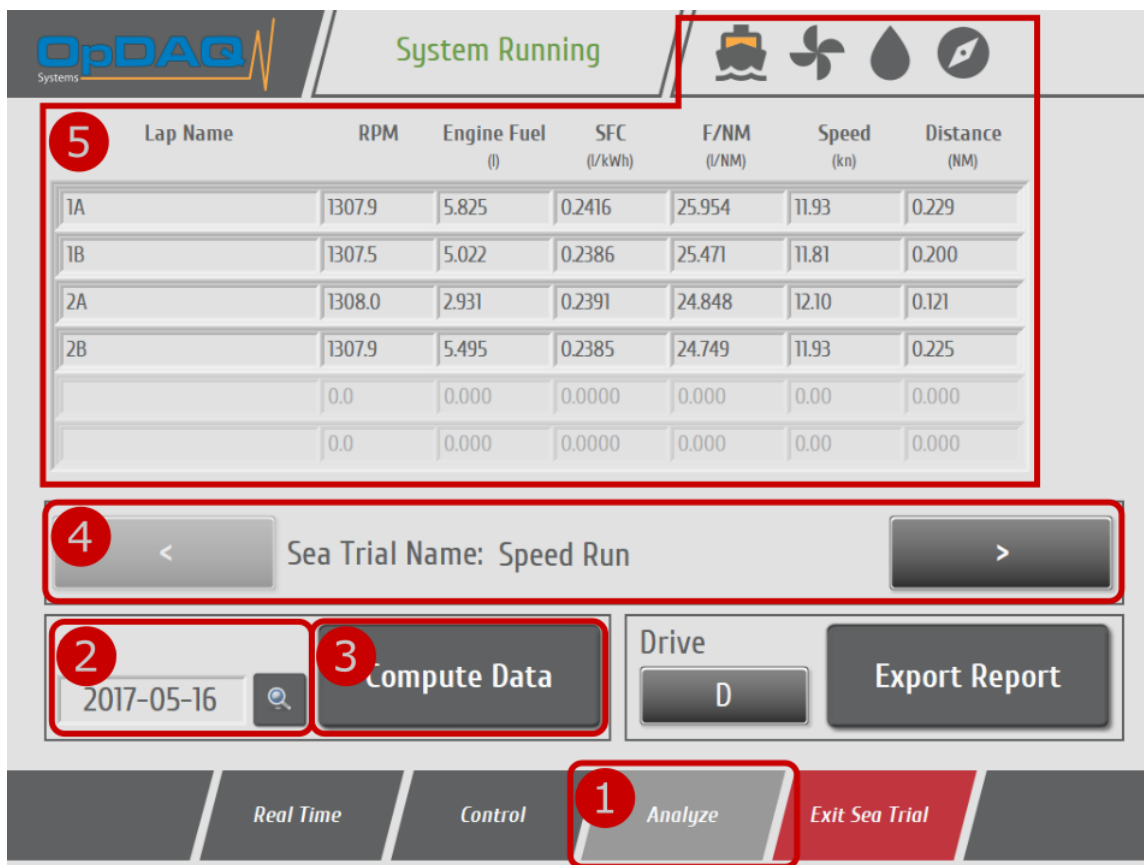 OpDAQ
Systems
System Running
5
Lap Name RPM Engine Fuel SFC F/NM Speed Distance
(l) (l/kWh) (l/NM) (kn) (NM)
1A 1307.9 5.825 0.2416 25.954 11.93 0.229
1B 1307.5 5.022 0.2386 25.471 11.81 0.200
2A 1308.0 2.931 0.2391 24.848 12.10 0.121
2B 1307.9 5.495 0.2385 24.749 11.93 0.225
0.0 0.000 0.0000 0.000 0.00 0.000
0.0 0.000 0.0000 0.000 0.00 0.000
4
< Sea Trial Name: Speed Run >
2
2017-05-16
3
Compute Data
Drive
D
Export Report
Real Time
Control
1
Analyze
Exit Sea Trial